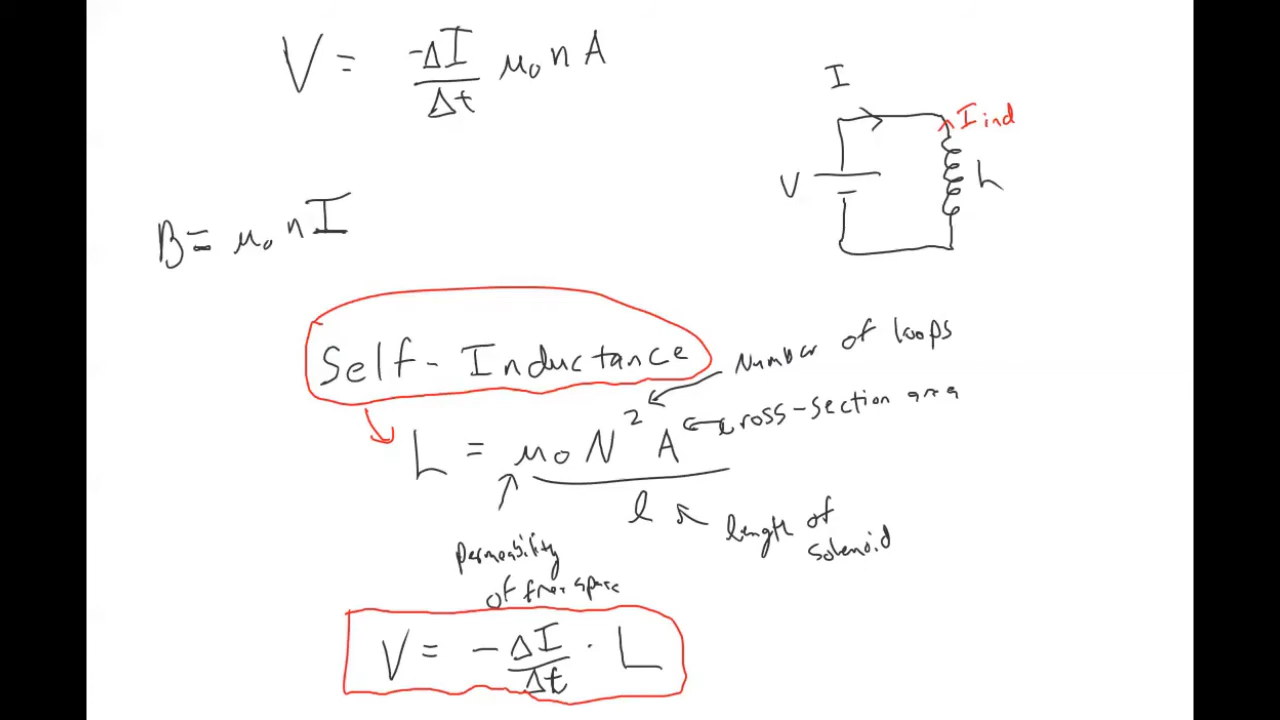 V = -ΔI/Δt μ₀ n A
I
I ind
V
L
B = μ₀ n I
Self-Inductance
Number of loops
cross-section area
L = μ₀ N² A / l
length of
solenoid
permeability
of free space
V = - ΔI/Δt · L